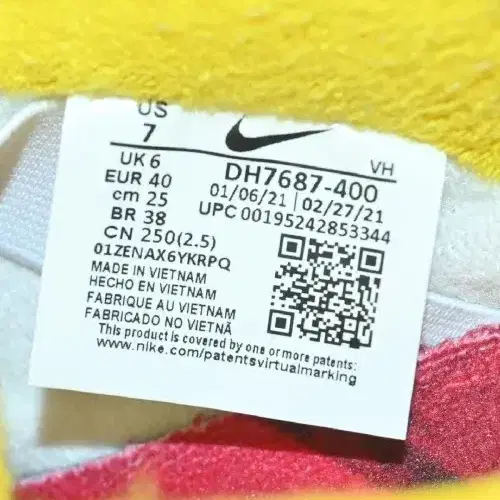 US
7
VH
UK 6
EUR 40
cm 25
BR 38
CN 250(2.5)
DH7687-400
01/06/21 | 02/27/21
UPC 00195242853344
01ZENAX6YKRPQ
MADE IN VIETNAM
HECHO EN VIETNAM
FABRIQUE AU VIETNAM
FABRICADO NO VIETNÃ
This product is covered by one or more patents:
www.nike.com/patentsvirtualmarking